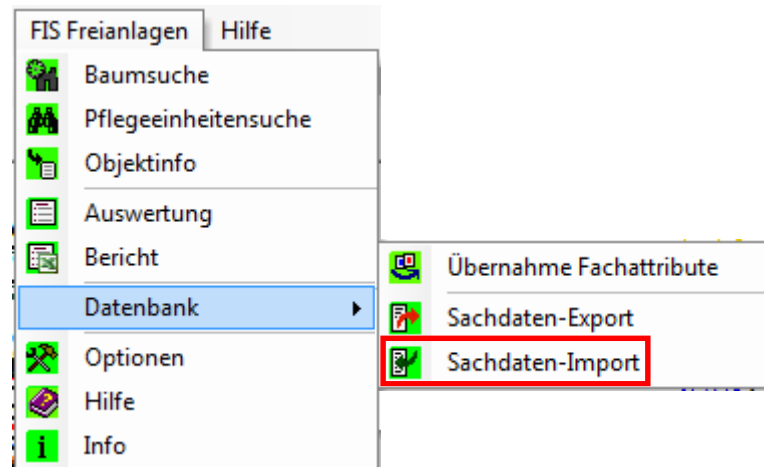 FIS Freianlagen Hilfe
Baumsuche
Pflegeeinheitensuche
Objektinfo
Auswertung
Bericht
Datenbank
Optionen
Hilfe
Info
Übernahme Fachattribute
Sachdaten-Export
Sachdaten-Import